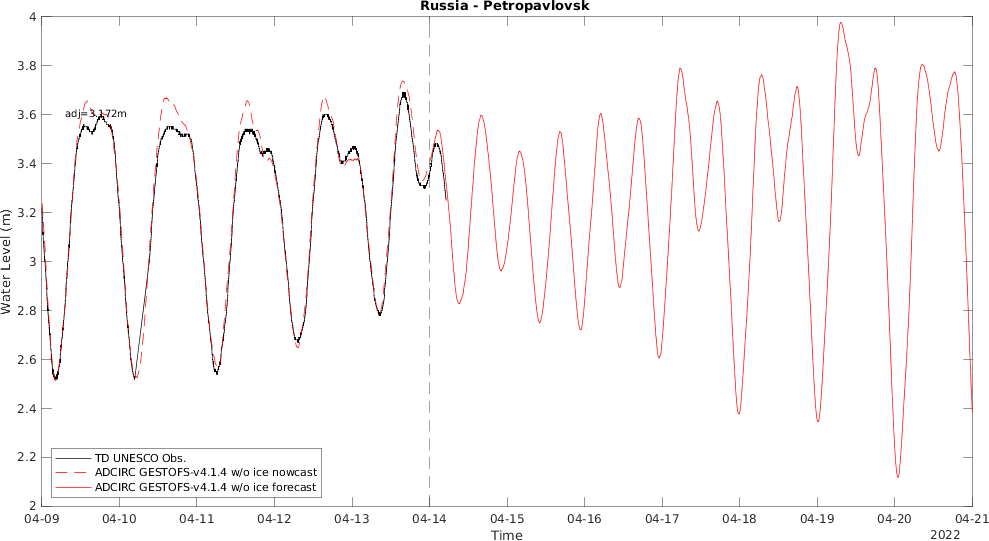 Russia - Petropavlovsk
Water Level (m)
4
3.8
3.6
3.4
3.2
3
2.8
2.6
2.4
2.2
2
adj=3.172m
TD UNESCO Obs.
ADCIRC GESTOFS-v4.1.4 w/o ice nowcast
ADCIRC GESTOFS-v4.1.4 w/o ice forecast
04-09 04-10 04-11 04-12 04-13 04-14 04-15 04-16 04-17 04-18 04-19 04-20 04-21
Time
2022